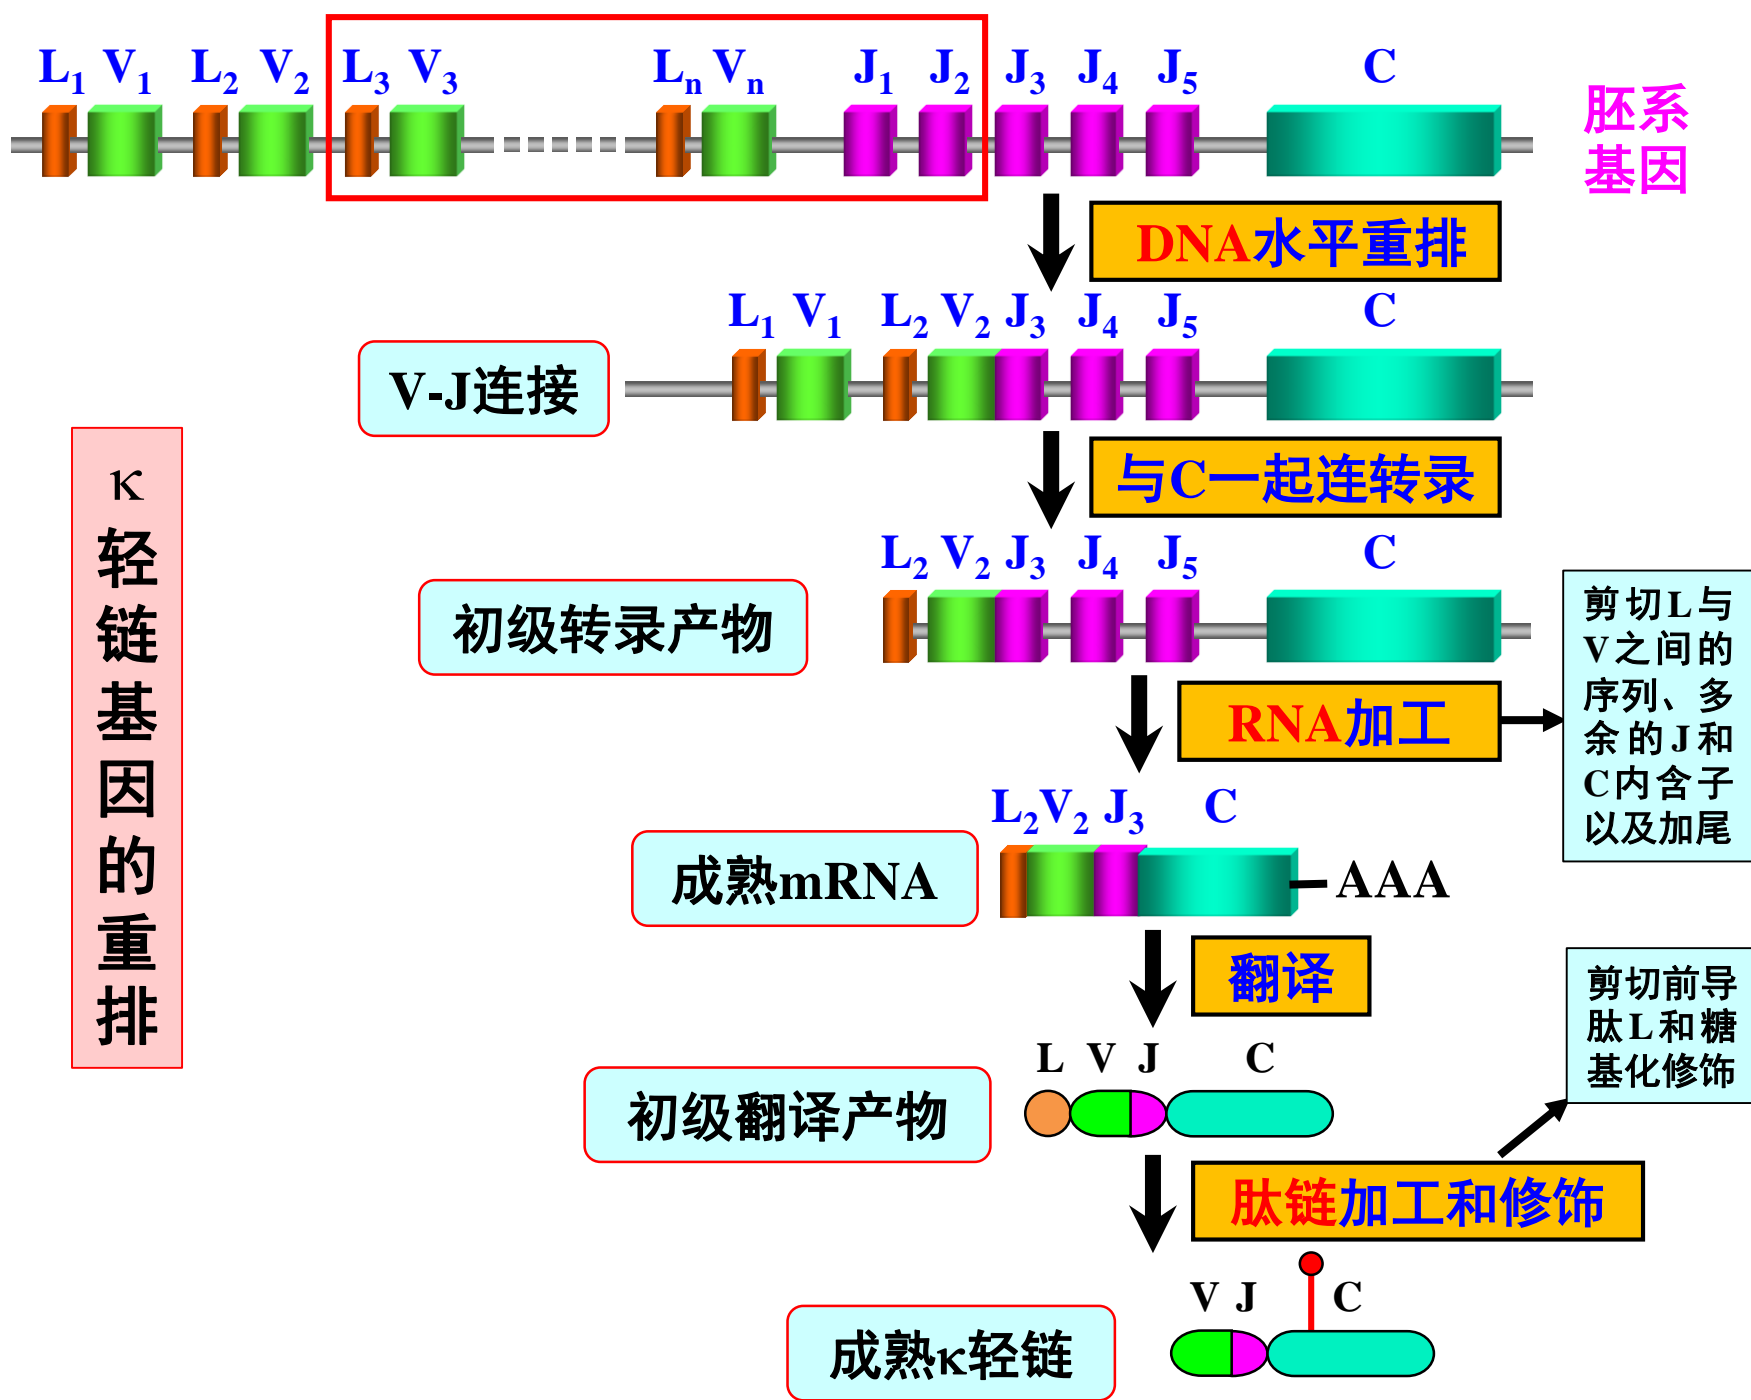 L1 V1 L2 V2 L3 V3 Ln Vn J1 J2 J3 J4 J5 C
胚系
基因
DNA水平重排
L1 V1 L2 V2 J3 J4 J5 C
V-J连接
与C一起连转录
L2 V2 J3 J4 J5 C
初级转录产物
RNA加工
剪切L与
V之间的
序列、多
余的J和
C内含子
以及加尾
L2V2 J3 C
成熟mRNA
AAA
翻译
剪切前导
肽L和糖
基化修饰
L V J C
初级翻译产物
肽链加工和修饰
V J C
成熟κ轻链
κ
轻
链
基
因
的
重
排